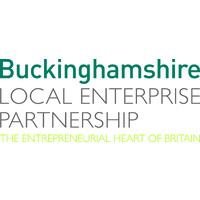 Buckinghamshire
LOCAL ENTERPRISE
PARTNERSHIP
THE ENTREPRENEURIAL HEART OF BRITAIN